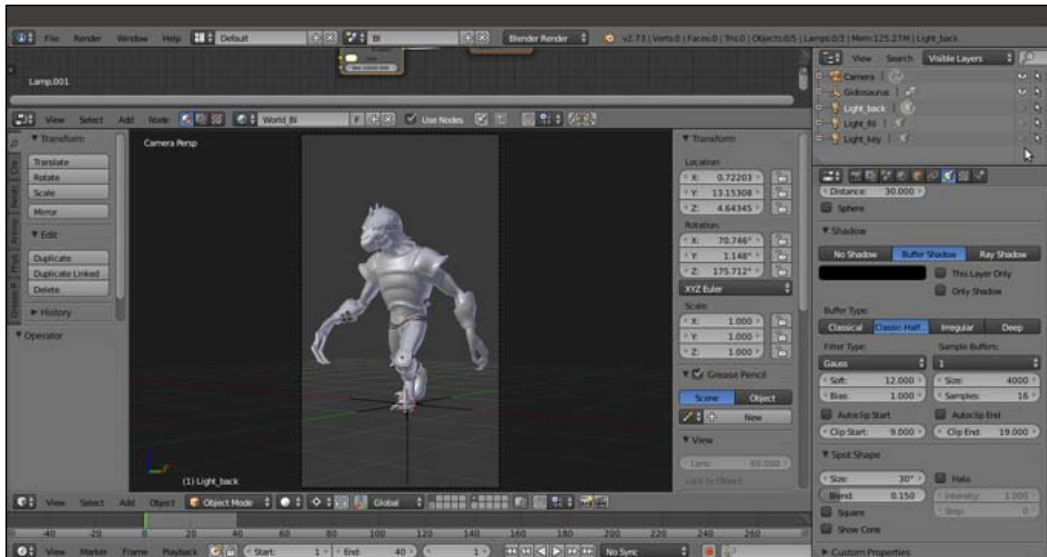 File Render Window Help Default BI Blender Render v2.73 | Verts:0 | Faces:0 | Tris:0 | Objects:0/5 | Lamps:0/3 | Mem:125.27M | Light_back
Lamp.001
View Select Add Node World_BI F Use Nodes
View Search Visible Layers
Camera
Gidiosaurus
Light_back
Light_fill
Light_key
Transform
Translate
Rotate
Scale
Mirror
Edit
Duplicate
Duplicate Linked
Delete
History
Operator
Camera Persp
(1) Light_back
Transform
Location:
X: 0.72203
Y: 13.15308
Z: 4.64345
Rotation:
X: 70.746°
Y: 1.148°
Z: 175.712°
XYZ Euler
Scale:
X: 1.000
Y: 1.000
Z: 1.000
Grease Pencil
Scene Object
New
View
Lens: 60.000
Lock to Object:
Distance: 30.000
Sphere
Shadow
No Shadow Buffer Shadow Ray Shadow
This Layer Only
Only Shadow
Buffer Type:
Classical Classic-Half Irregular Deep
Filter Type: Sample Buffers:
Gauss 1
Soft: 12.000 Size: 4000
Bias: 1.000 Samples: 16
Autoclip Start Autoclip End
Clip Start: 9.000 Clip End: 19.000
Spot Shape
Size: 30° Halo
Blend: 0.150 Intensity: 1.000
Square Step: 0
Show Cone
Custom Properties
View Select Add Object Object Mode Global
-40 -20 0 20 40 60 80 100 120 140 160 180 200 220 240 260
View Marker Frame Playback Start: 1 End: 40 1 No Sync